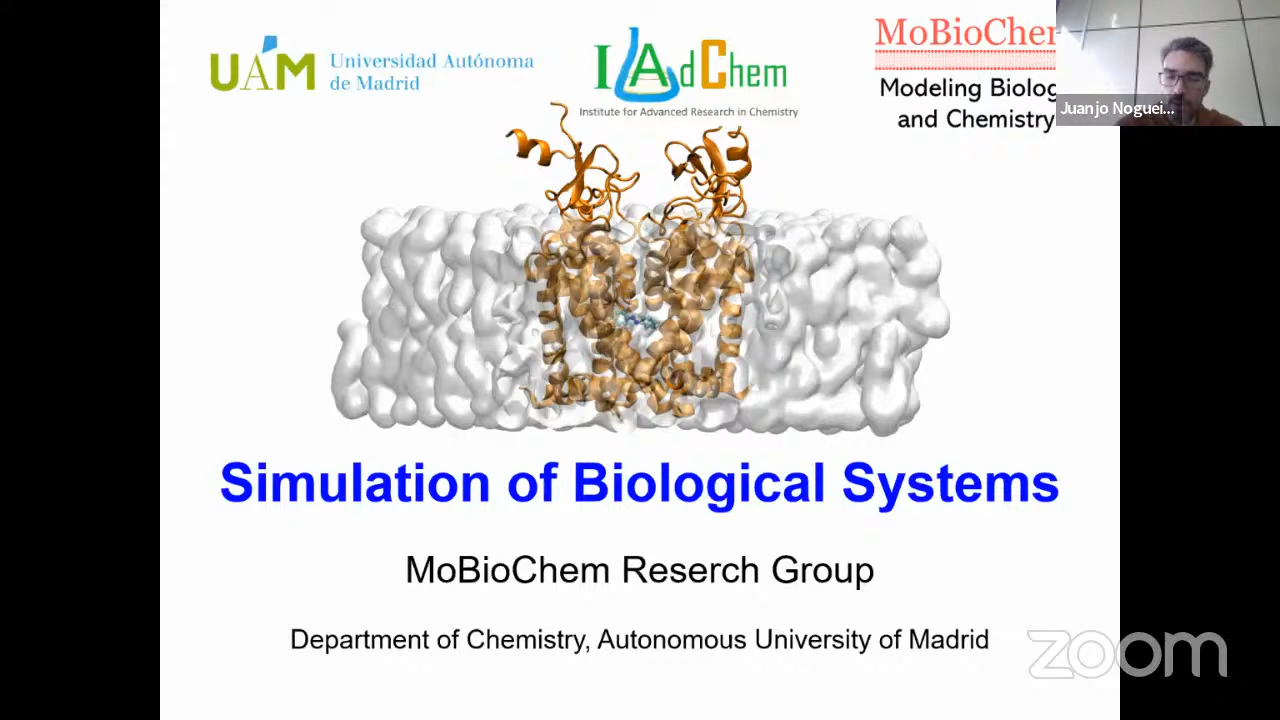 UAM Universidad Autónoma
de Madrid
IAdChem
Institute for Advanced Research in Chemistry
MoBioChem
Modeling Biolog
and Chemistry
Juanjo Noguei...
Simulation of Biological Systems
MoBioChem Reserch Group
Department of Chemistry, Autonomous University of Madrid
zoom